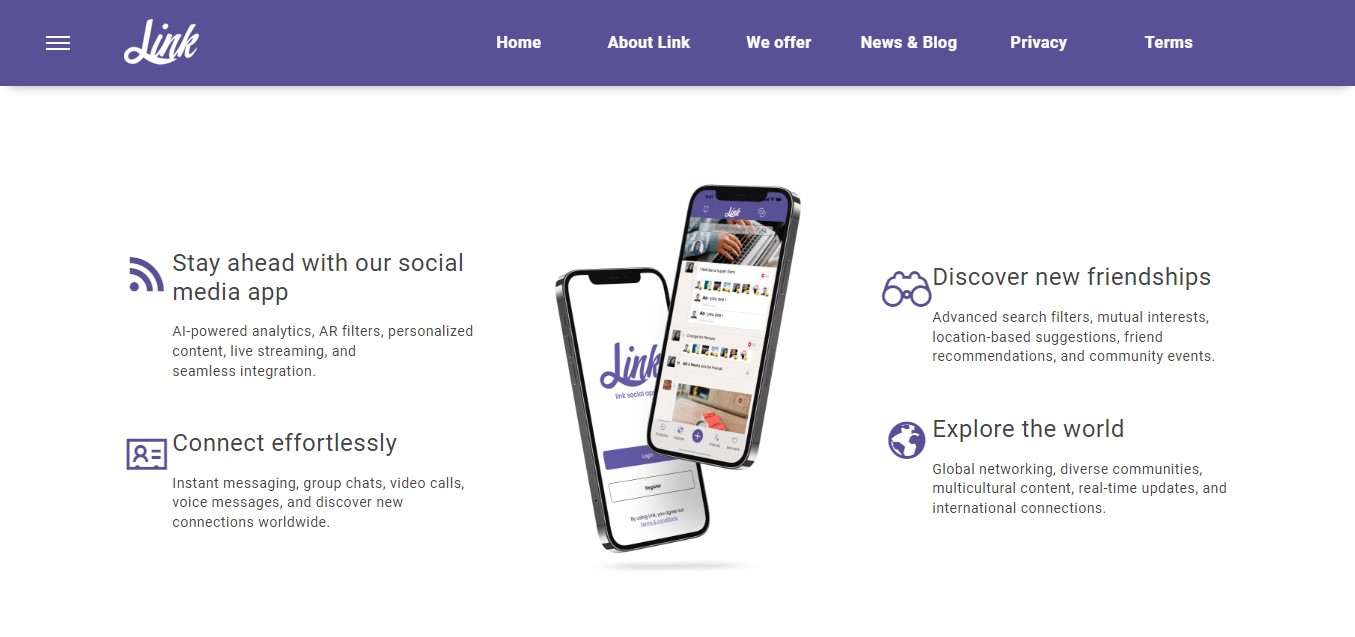 Link
Home
About Link
We offer
News & Blog
Privacy
Terms
Stay ahead with our social
media app
AI-powered analytics, AR filters, personalized
content, live streaming, and
seamless integration.
Connect effortlessly
Instant messaging, group chats, video calls,
voice messages, and discover new
connections worldwide.
Link
link social app
Login
Register
By using Link, you agree our
terms & conditions
Link
you are !
you are !
Discover new friendships
Advanced search filters, mutual interests,
location-based suggestions, friend
recommendations, and community events.
Explore the world
Global networking, diverse communities,
multicultural content, real-time updates, and
international connections.